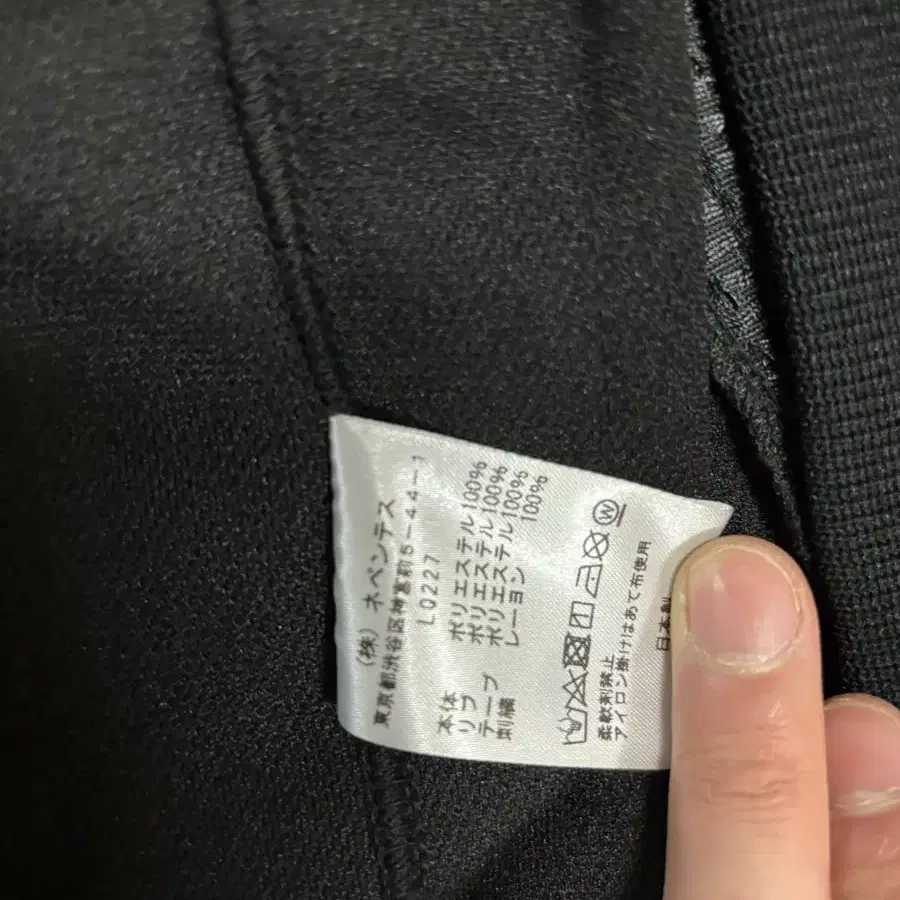 (株) ネペンテス
東京都渋谷区神宮前5-44-1
L0227
本体 ポリエステル100%
リブ ポリエステル100%
テープ ポリエステル100%
刺繍 レーヨン 100%
W
柔軟剤禁止
アイロン掛けはあて布使用
日本製